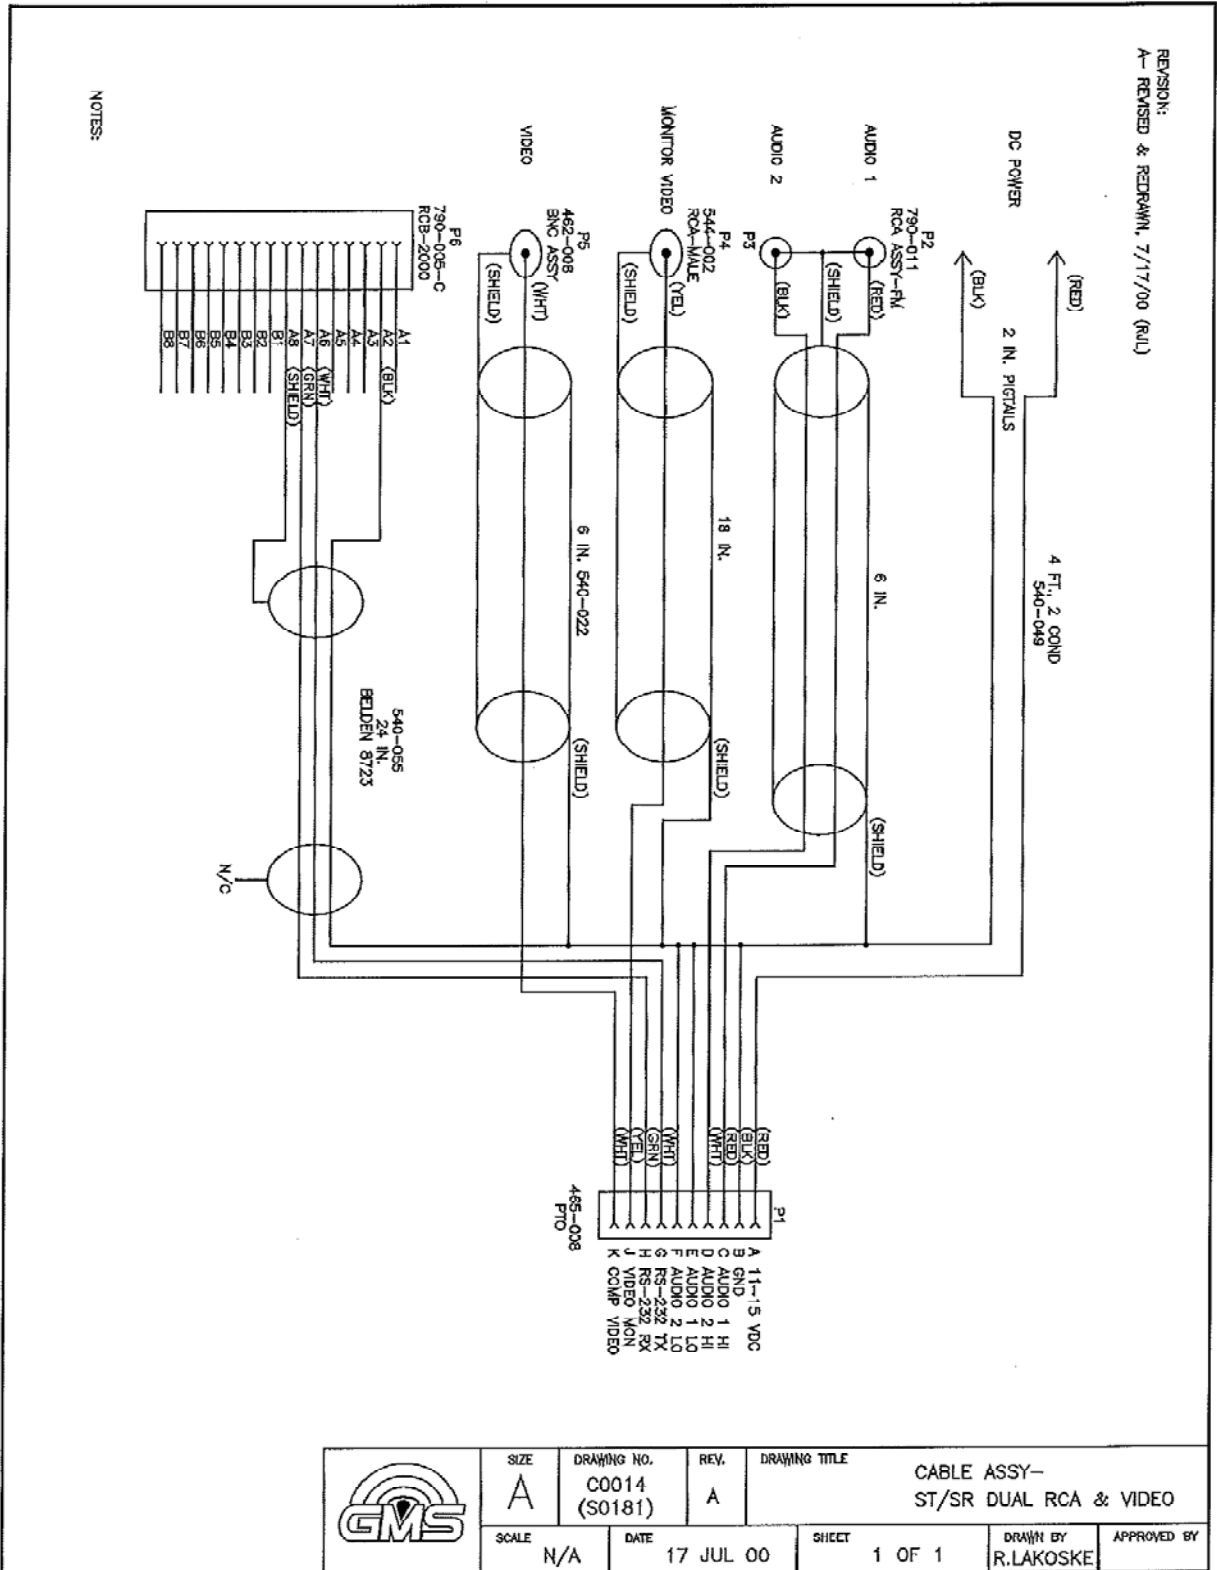 REVISION:
A- REVISED & REDRAWN, 7/17/00 (RJL)
DC POWER
(RED)
(BLK)
2 IN. PIGTAILS
4 FT., 2 COND
540-049
AUDIO 1
AUDIO 2
P2
790-011
RCA ASSY-FM
P3
(RED)
(SHIELD)
(BLK)
6 IN.
(SHIELD)
MONITOR VIDEO
P4
544-002
RCA-MALE
(YEL)
(SHIELD)
18 IN.
(SHIELD)
VIDEO
P5
462-008
BNC ASSY
(WHT)
(SHIELD)
6 IN. 540-022
(SHIELD)
P6
790-005-C
RCB-2000
A1
A2 (BLK)
A3
A4
A5
A6 (WHT)
A7 (GRN)
A8 (SHIELD)
B1
B2
B3
B4
B5
B6
B7
B8
540-055
24 IN.
BELDEN 8723
N/C
P1
465-008
PTO
(RED)
(BLK)
(RED)
(WHT)
(WHT)
(GRN)
(YEL)
(WHT)
A 11-15 VDC
B GND
C AUDIO 1 HI
D AUDIO 2 HI
E AUDIO 1 LO
F AUDIO 2 LO
G RS-232 TX
H RS-232 RX
J VIDEO MON
K COMP VIDEO
NOTES:
GMS
SIZE
A
DRAWING NO.
C0014
(S0181)
REV.
A
DRAWING TITLE
CABLE ASSY-
ST/SR DUAL RCA & VIDEO
SCALE
N/A
DATE
17 JUL 00
SHEET
1 OF 1
DRAWN BY
R.LAKOSKE
APPROVED BY